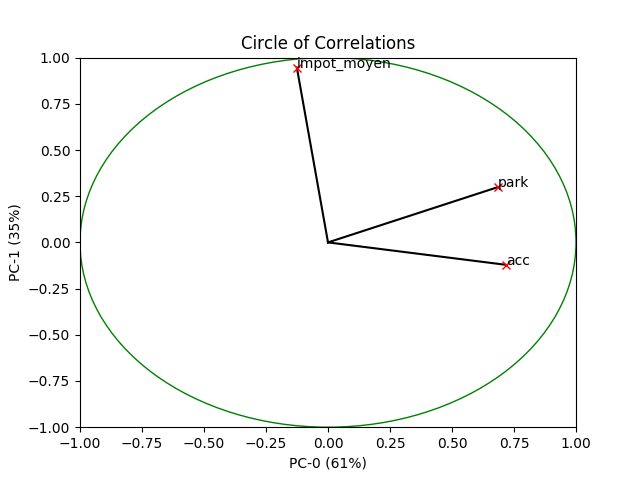 Circle of Correlations
1.00
0.75
0.50
0.25
0.00
−0.25
−0.50
−0.75
−1.00
PC-1 (35%)
impot_moyen
park
acc
−1.00 −0.75 −0.50 −0.25 0.00 0.25 0.50 0.75 1.00
PC-0 (61%)